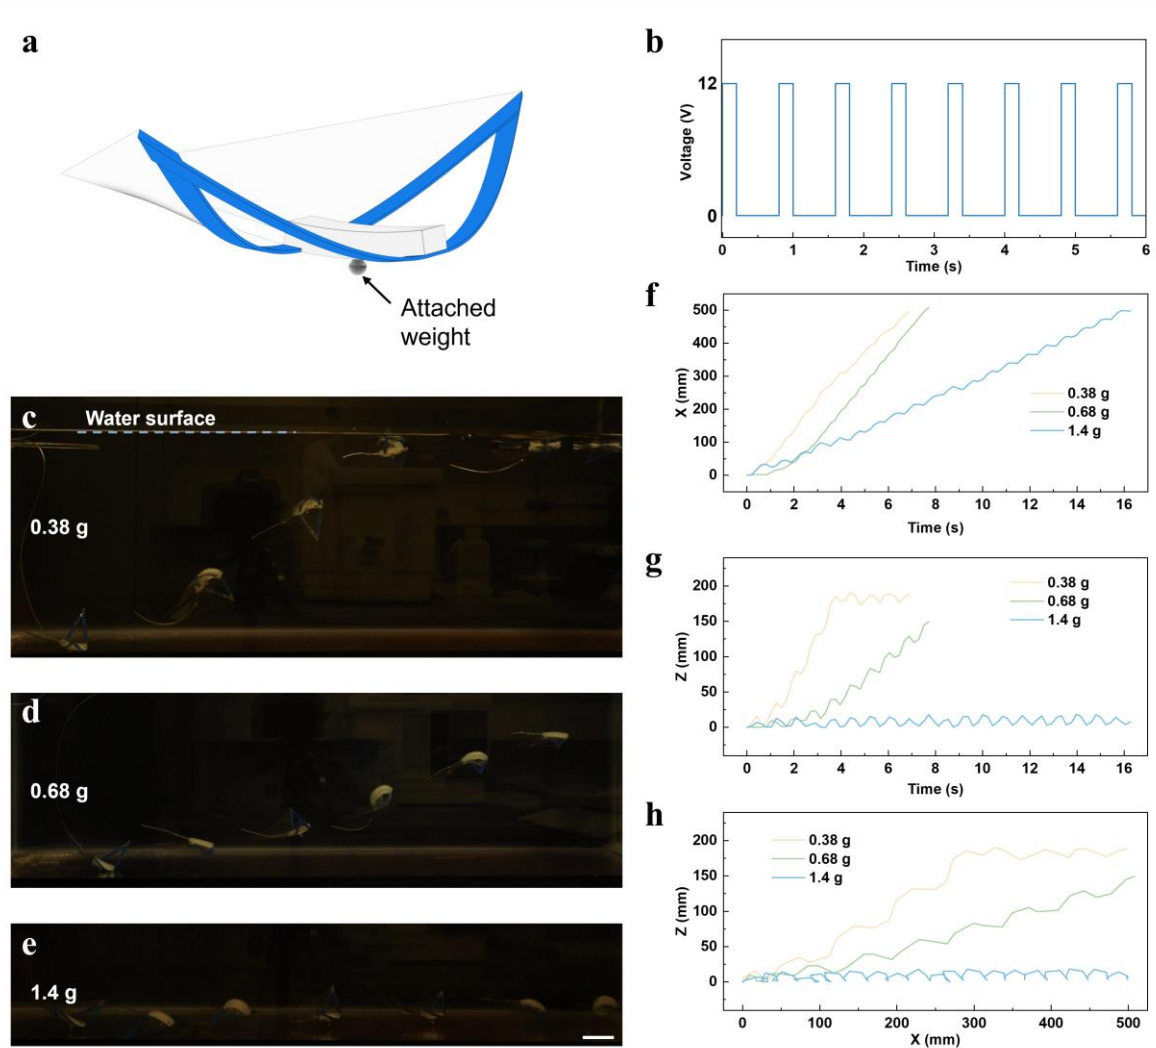 a
Attached
weight
b
Voltage (V)
12
0
0 1 2 3 4 5 6
Time (s)
c
Water surface
0.38 g
d
0.68 g
e
1.4 g
f
X (mm)
500
400
300
200
100
0
0.38 g
0.68 g
1.4 g
0 2 4 6 8 10 12 14 16
Time (s)
g
Z (mm)
200
150
100
50
0
0.38 g
0.68 g
1.4 g
0 2 4 6 8 10 12 14 16
Time (s)
h
Z (mm)
200
150
100
50
0
0.38 g
0.68 g
1.4 g
0 100 200 300 400 500
X (mm)